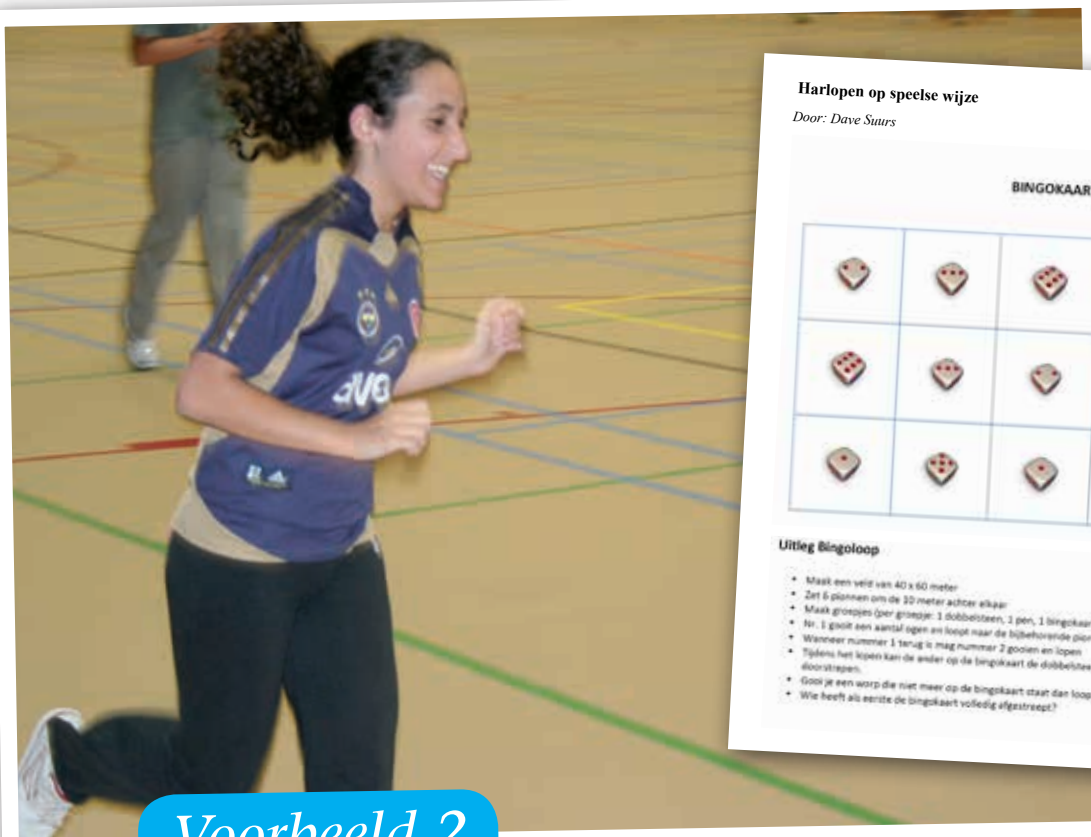 Harlopen op speelse wijze
Door: Dave Suurs
BINGOKAAR
Uitleg Bingoloop
• Maak een veld van 40 x 60 meter
• Zet 6 pionnen om de 10 meter achter elkaar
• Maak groepjes (per groepje: 1 dobbelsteen, 1 pen, 1 bingokaar
• Nr. 1 gooit een aantal ogen en loopt naar de bijbehorende pion
• Wanneer nummer 1 terug is mag nummer 2 gooien en lopen
• Tijdens het lopen kan de ander op de bingokaart de dobbelstee
doorstrepen.
• Gooi je een worp die niet meer op de bingokaart staat dan loop
• Wie heeft als eerste de bingokaart volledig afgestreept?
Voorbeeld 2